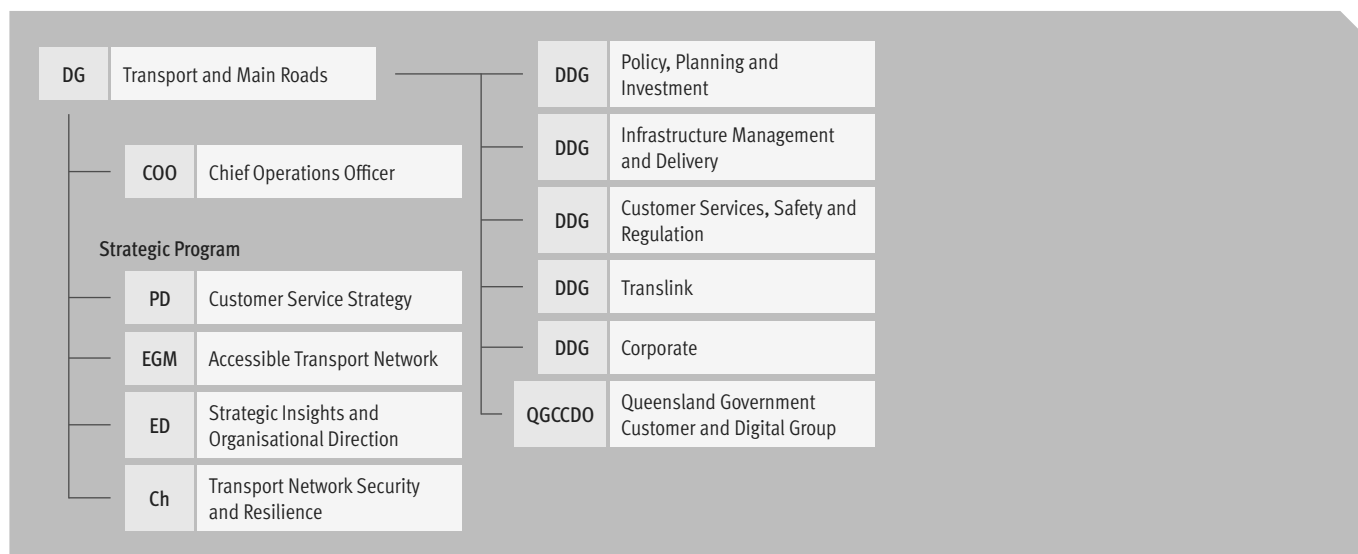 DG Transport and Main Roads
COO Chief Operations Officer
Strategic Program
PD Customer Service Strategy
EGM Accessible Transport Network
ED Strategic Insights and
Organisational Direction
Ch Transport Network Security
and Resilience
DDG Policy, Planning and
Investment
DDG Infrastructure Management
and Delivery
DDG Customer Services, Safety and
Regulation
DDG Translink
DDG Corporate
QGCCDO Queensland Government
Customer and Digital Group